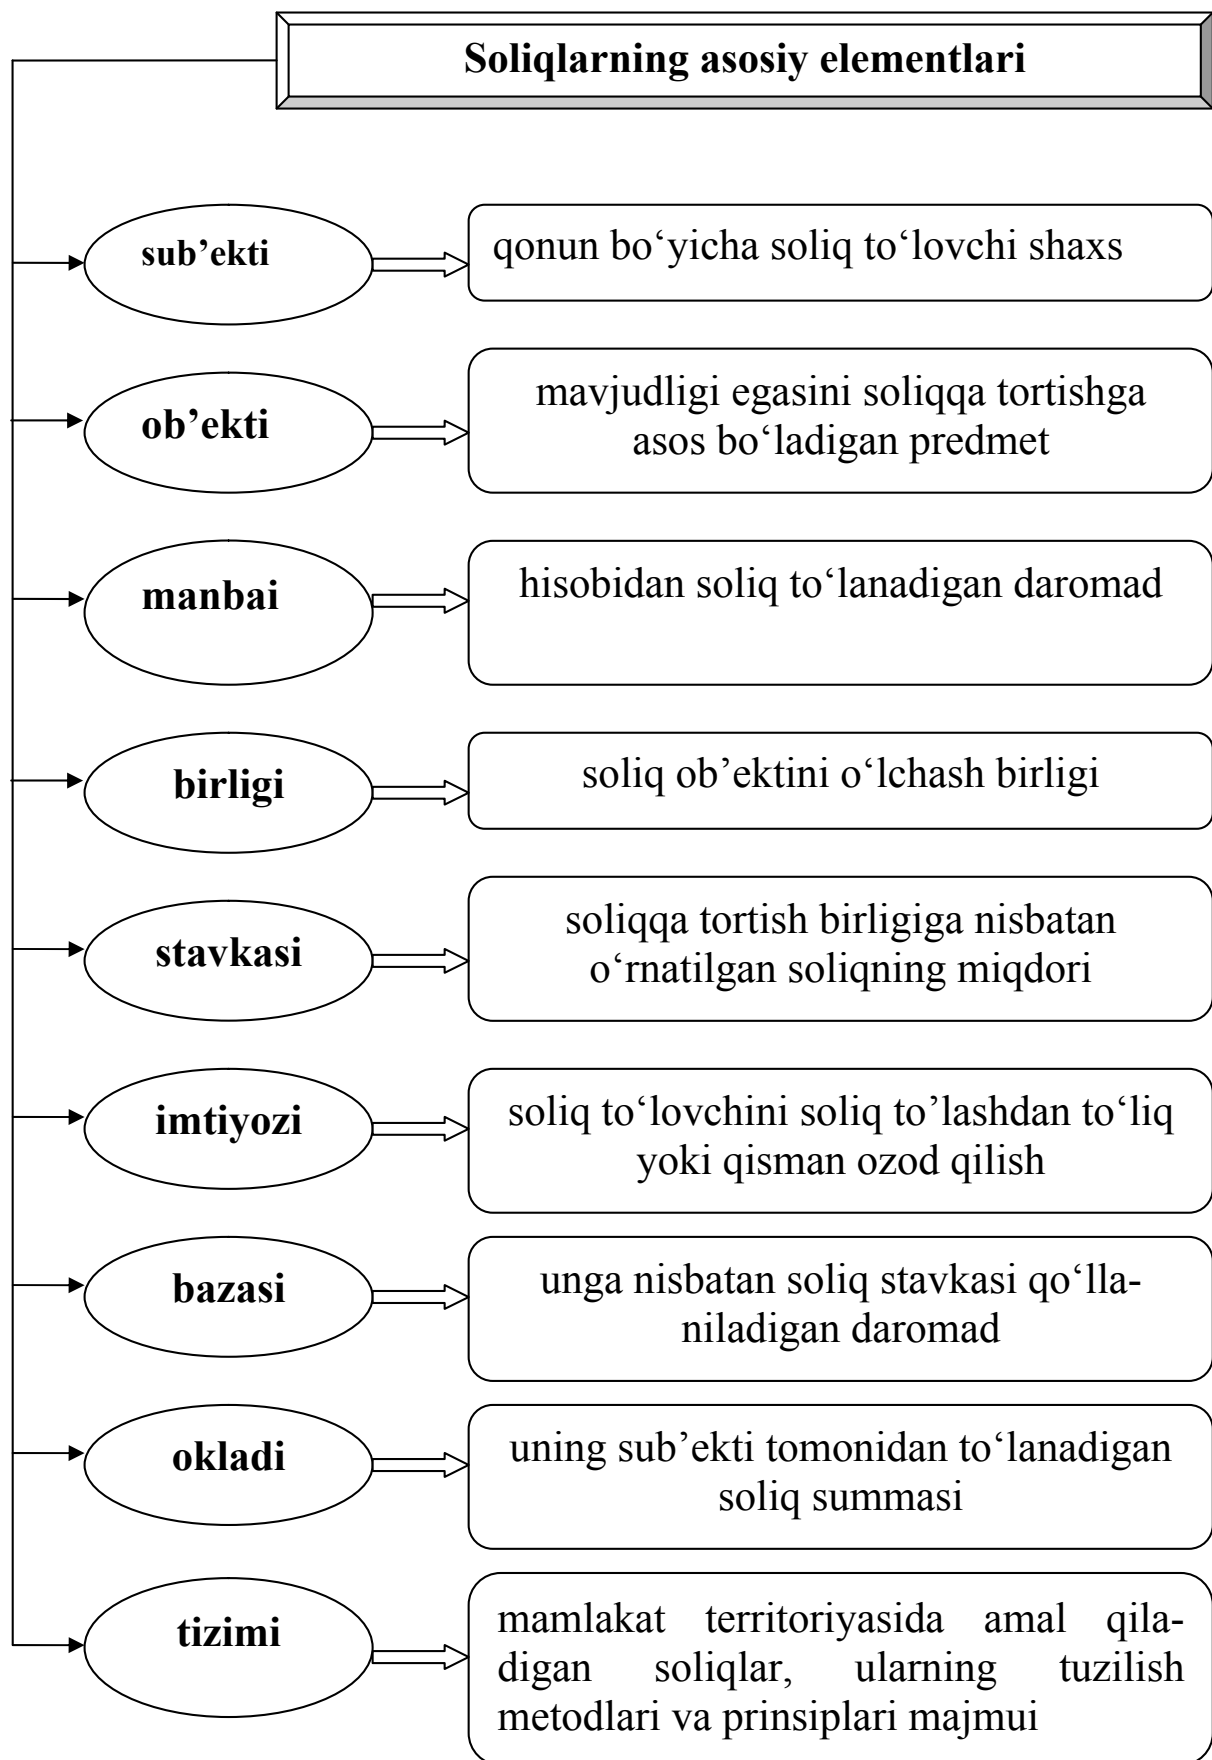 Soliqlarning asosiy elementlari
sub’ekti
qonun bo‘yicha soliq to‘lovchi shaxs
ob’ekti
mavjudligi egasini soliqqa tortishga
asos bo‘ladigan predmet
manbai
hisobidan soliq to‘lanadigan daromad
birligi
soliq ob’ektini o‘lchash birligi
stavkasi
soliqqa tortish birligiga nisbatan
o‘rnatilgan soliqning miqdori
imtiyozi
soliq to‘lovchini soliq to’lashdan to‘liq
yoki qisman ozod qilish
bazasi
unga nisbatan soliq stavkasi qo‘lla-
niladigan daromad
okladi
uning sub’ekti tomonidan to‘lanadigan
soliq summasi
tizimi
mamlakat territoriyasida amal qila-
digan soliqlar, ularning tuzilish
metodlari va prinsiplari majmui